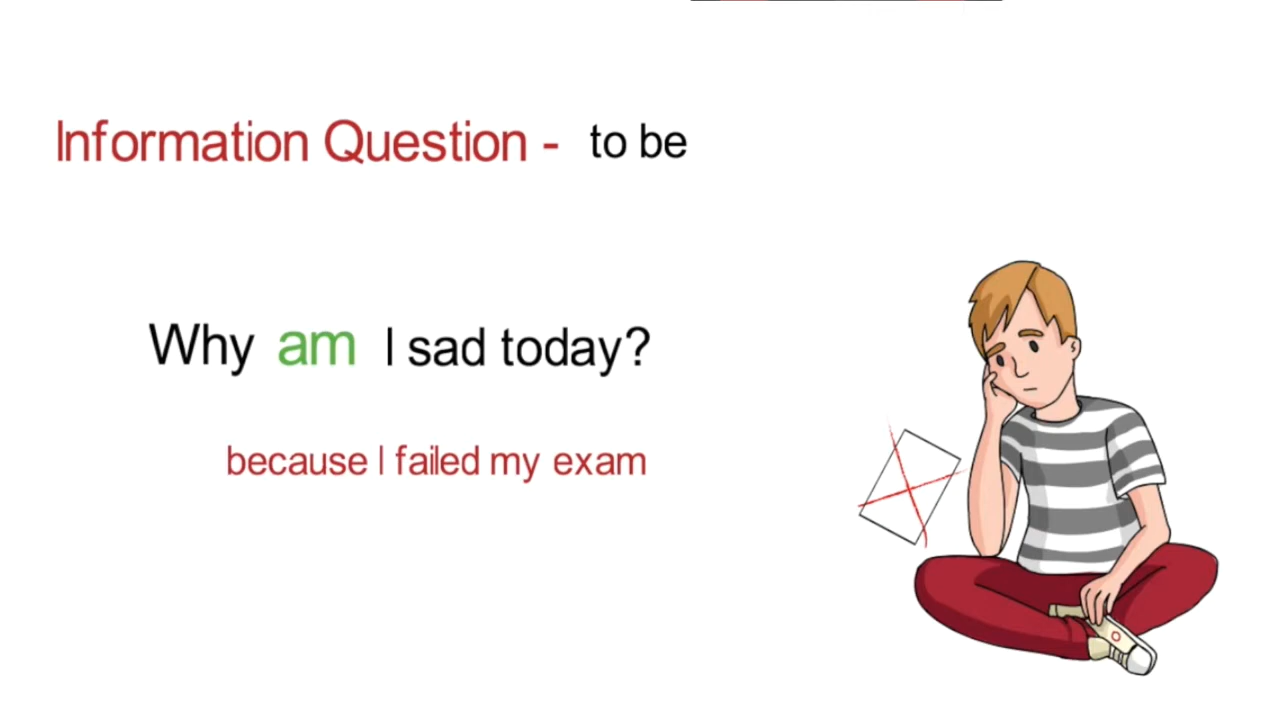 Information Question - to be
Why am I sad today?
because I failed my exam